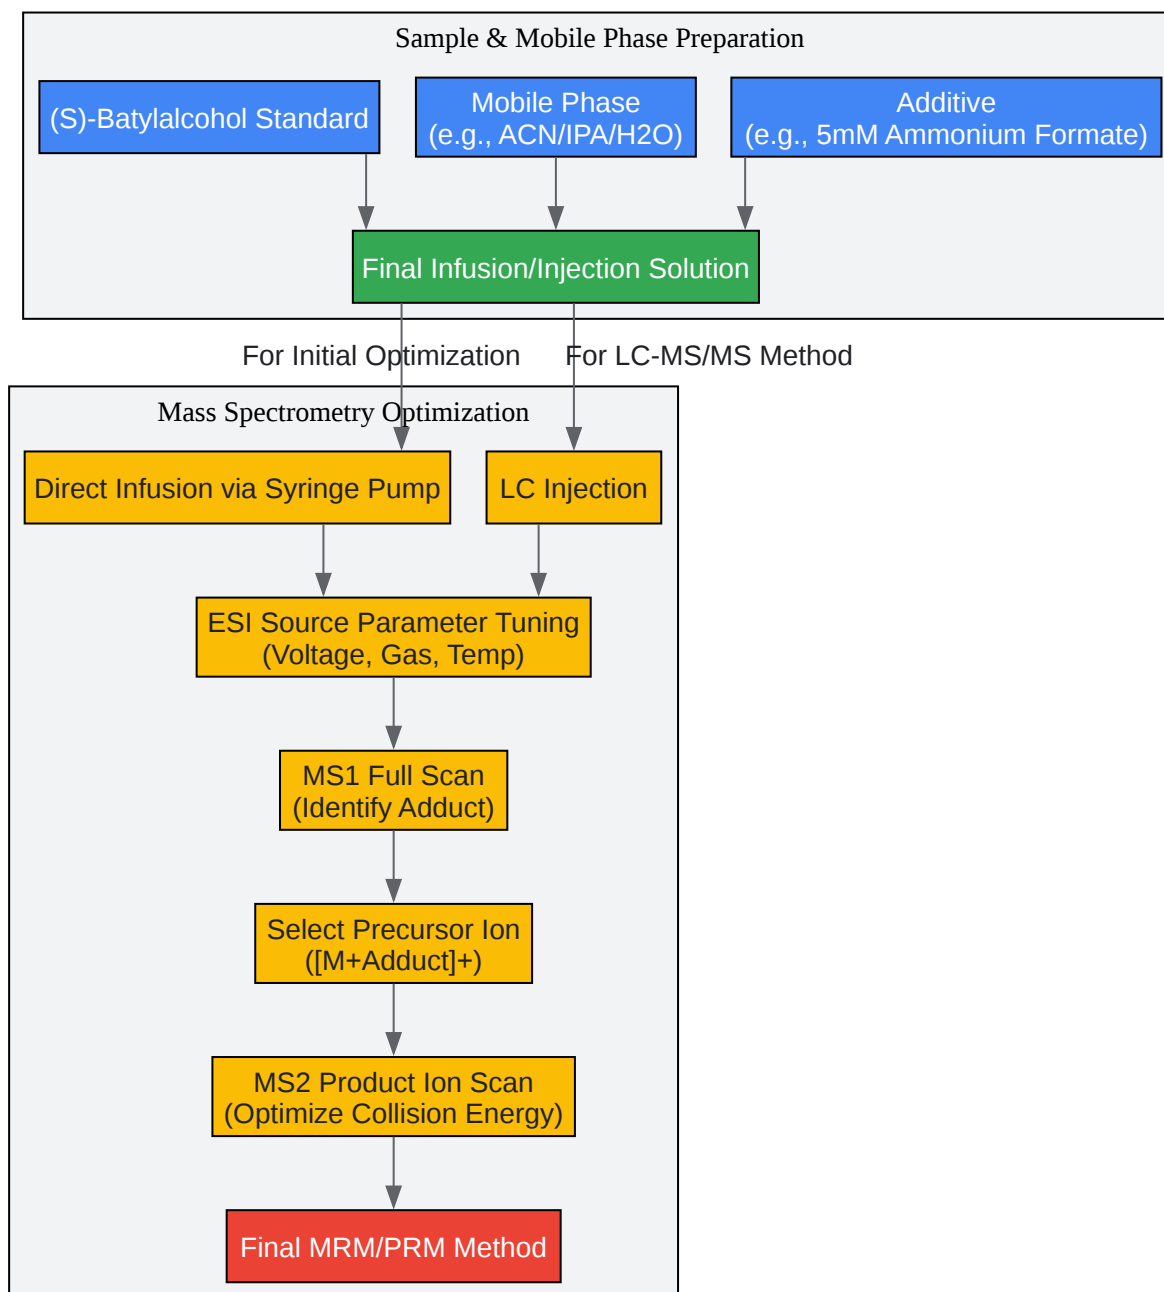 Sample & Mobile Phase Preparation
(S)-Batylalcohol Standard
Mobile Phase
(e.g., ACN/IPA/H2O)
Additive
(e.g., 5mM Ammonium Formate)
Final Infusion/Injection Solution
For Initial Optimization
For LC-MS/MS Method
Mass Spectrometry Optimization
Direct Infusion via Syringe Pump
LC Injection
ESI Source Parameter Tuning
(Voltage, Gas, Temp)
MS1 Full Scan
(Identify Adduct)
Select Precursor Ion
([M+Adduct]+)
MS2 Product Ion Scan
(Optimize Collision Energy)
Final MRM/PRM Method